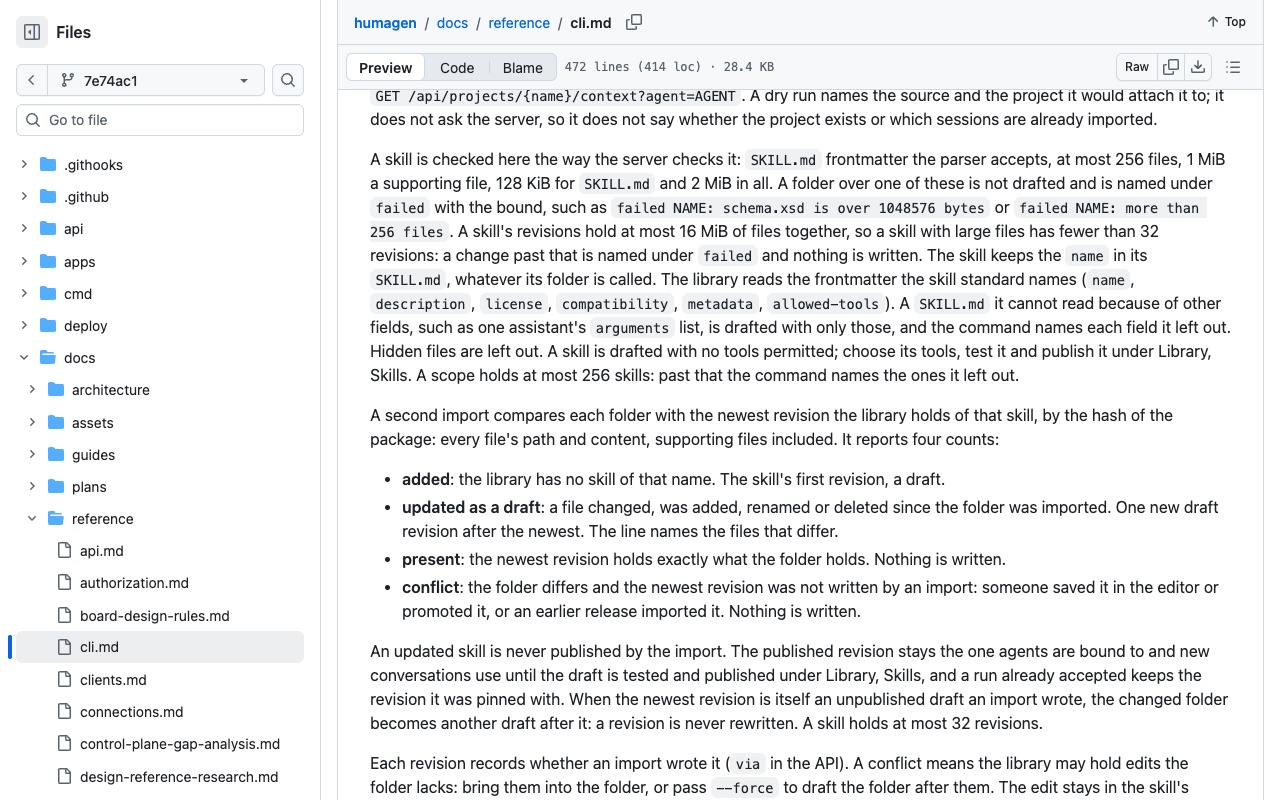 Files
7e74ac1
Go to file
.githooks
.github
api
apps
cmd
deploy
docs
architecture
assets
guides
plans
reference
api.md
authorization.md
board-design-rules.md
cli.md
clients.md
connections.md
control-plane-gap-analysis.md
design-reference-research.md
humagen / docs / reference / cli.md
Top
Preview Code Blame 472 lines (414 loc) · 28.4 KB
Raw
GET /api/projects/{name}/context?agent=AGENT . A dry run names the source and the project it would attach it to; it
does not ask the server, so it does not say whether the project exists or which sessions are already imported.
A skill is checked here the way the server checks it: SKILL.md frontmatter the parser accepts, at most 256 files, 1 MiB
a supporting file, 128 KiB for SKILL.md and 2 MiB in all. A folder over one of these is not drafted and is named under
failed with the bound, such as failed NAME: schema.xsd is over 1048576 bytes or failed NAME: more than
256 files . A skill's revisions hold at most 16 MiB of files together, so a skill with large files has fewer than 32
revisions: a change past that is named under failed and nothing is written. The skill keeps the name in its
SKILL.md , whatever its folder is called. The library reads the frontmatter the skill standard names ( name ,
description , license , compatibility , metadata , allowed-tools ). A SKILL.md it cannot read because of other
fields, such as one assistant's arguments list, is drafted with only those, and the command names each field it left out.
Hidden files are left out. A skill is drafted with no tools permitted; choose its tools, test it and publish it under Library,
Skills. A scope holds at most 256 skills: past that the command names the ones it left out.
A second import compares each folder with the newest revision the library holds of that skill, by the hash of the
package: every file's path and content, supporting files included. It reports four counts:
• added: the library has no skill of that name. The skill's first revision, a draft.
• updated as a draft: a file changed, was added, renamed or deleted since the folder was imported. One new draft
revision after the newest. The line names the files that differ.
• present: the newest revision holds exactly what the folder holds. Nothing is written.
• conflict: the folder differs and the newest revision was not written by an import: someone saved it in the editor or
promoted it, or an earlier release imported it. Nothing is written.
An updated skill is never published by the import. The published revision stays the one agents are bound to and new
conversations use until the draft is tested and published under Library, Skills, and a run already accepted keeps the
revision it was pinned with. When the newest revision is itself an unpublished draft an import wrote, the changed folder
becomes another draft after it: a revision is never rewritten. A skill holds at most 32 revisions.
Each revision records whether an import wrote it ( via in the API). A conflict means the library may hold edits the
folder lacks: bring them into the folder, or pass --force to draft the folder after them. The edit stays in the skill's